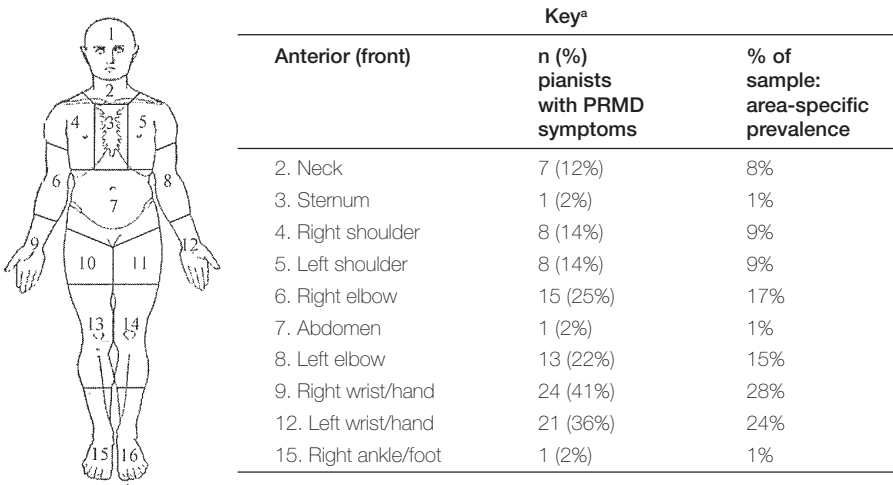 1
2
3
4
5
6
7
8
9
10
11
12
13
14
15
16
Keyᵃ
Anterior (front) n (%) % of
pianists sample:
with PRMD area-specific
symptoms prevalence
2. Neck 7 (12%) 8%
3. Sternum 1 (2%) 1%
4. Right shoulder 8 (14%) 9%
5. Left shoulder 8 (14%) 9%
6. Right elbow 15 (25%) 17%
7. Abdomen 1 (2%) 1%
8. Left elbow 13 (22%) 15%
9. Right wrist/hand 24 (41%) 28%
12. Left wrist/hand 21 (36%) 24%
15. Right ankle/foot 1 (2%) 1%